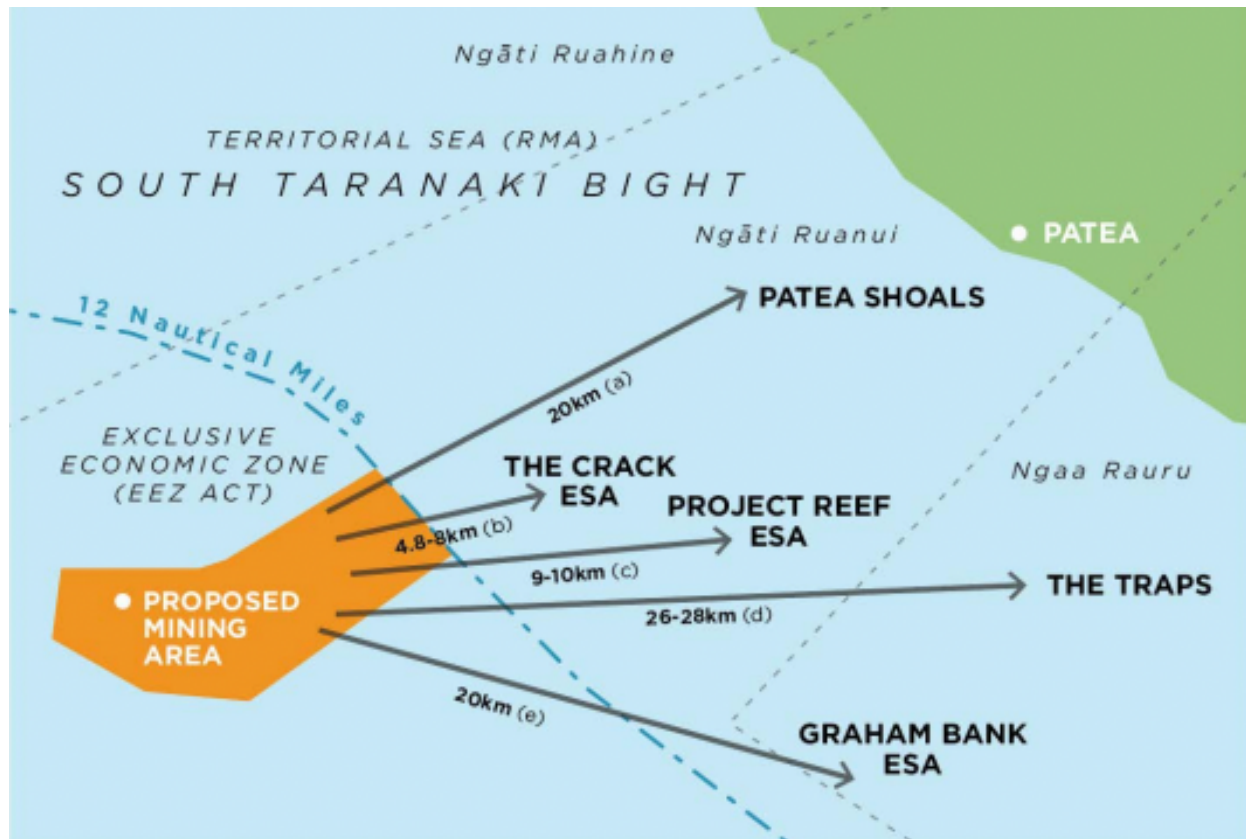 Ngāti Ruahine
TERRITORIAL SEA (RMA)
SOUTH TARANAKI BIGHT
Ngāti Ruanui
PATEA
PATEA SHOALS
12 Nautical Miles
20km (a)
EXCLUSIVE
ECONOMIC ZONE
(EEZ ACT)
THE CRACK
ESA
Ngaa Rauru
PROJECT REEF
ESA
4.8-8km (b)
9-10km (c)
THE TRAPS
PROPOSED
MINING
AREA
26-28km (d)
20km (e)
GRAHAM BANK
ESA